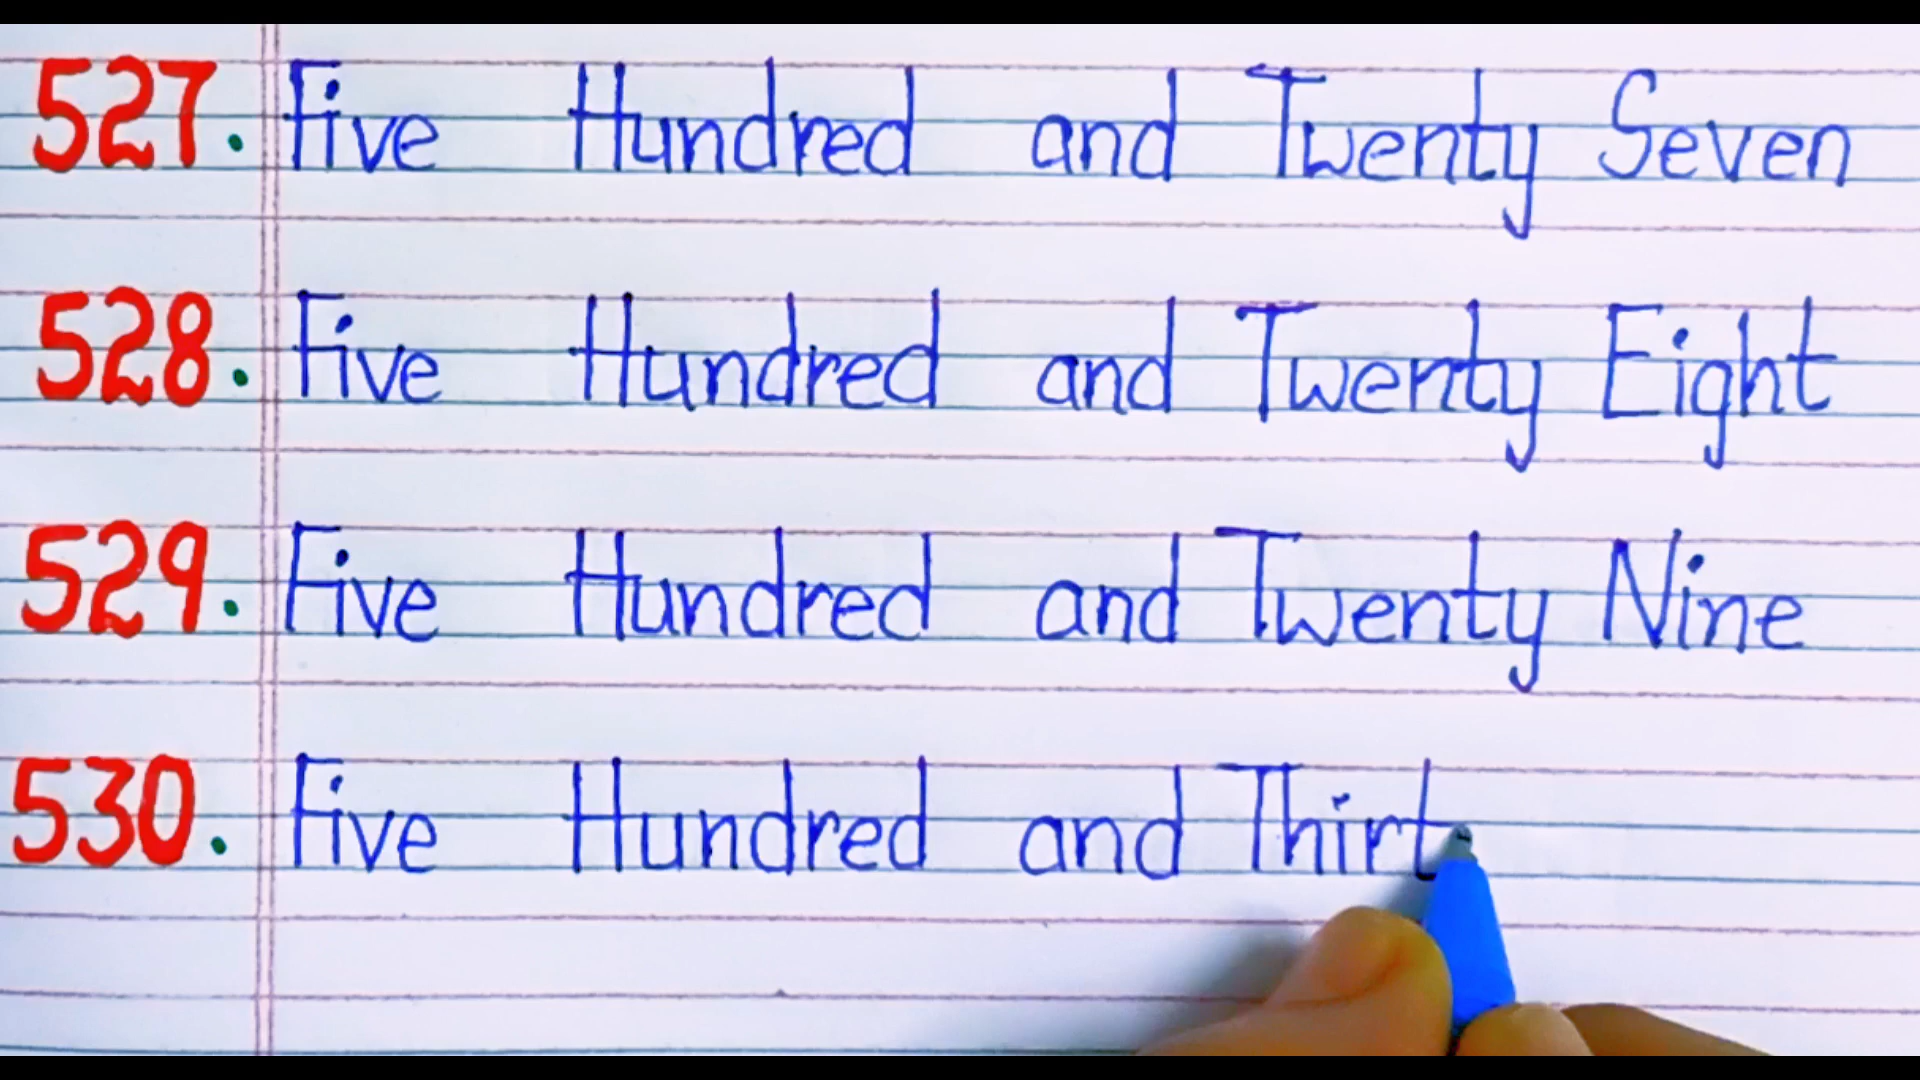 527. Five Hundred and Twenty Seven
528. Five Hundred and Twenty Eight
529. Five Hundred and Twenty Nine
530. Five Hundred and Thirt